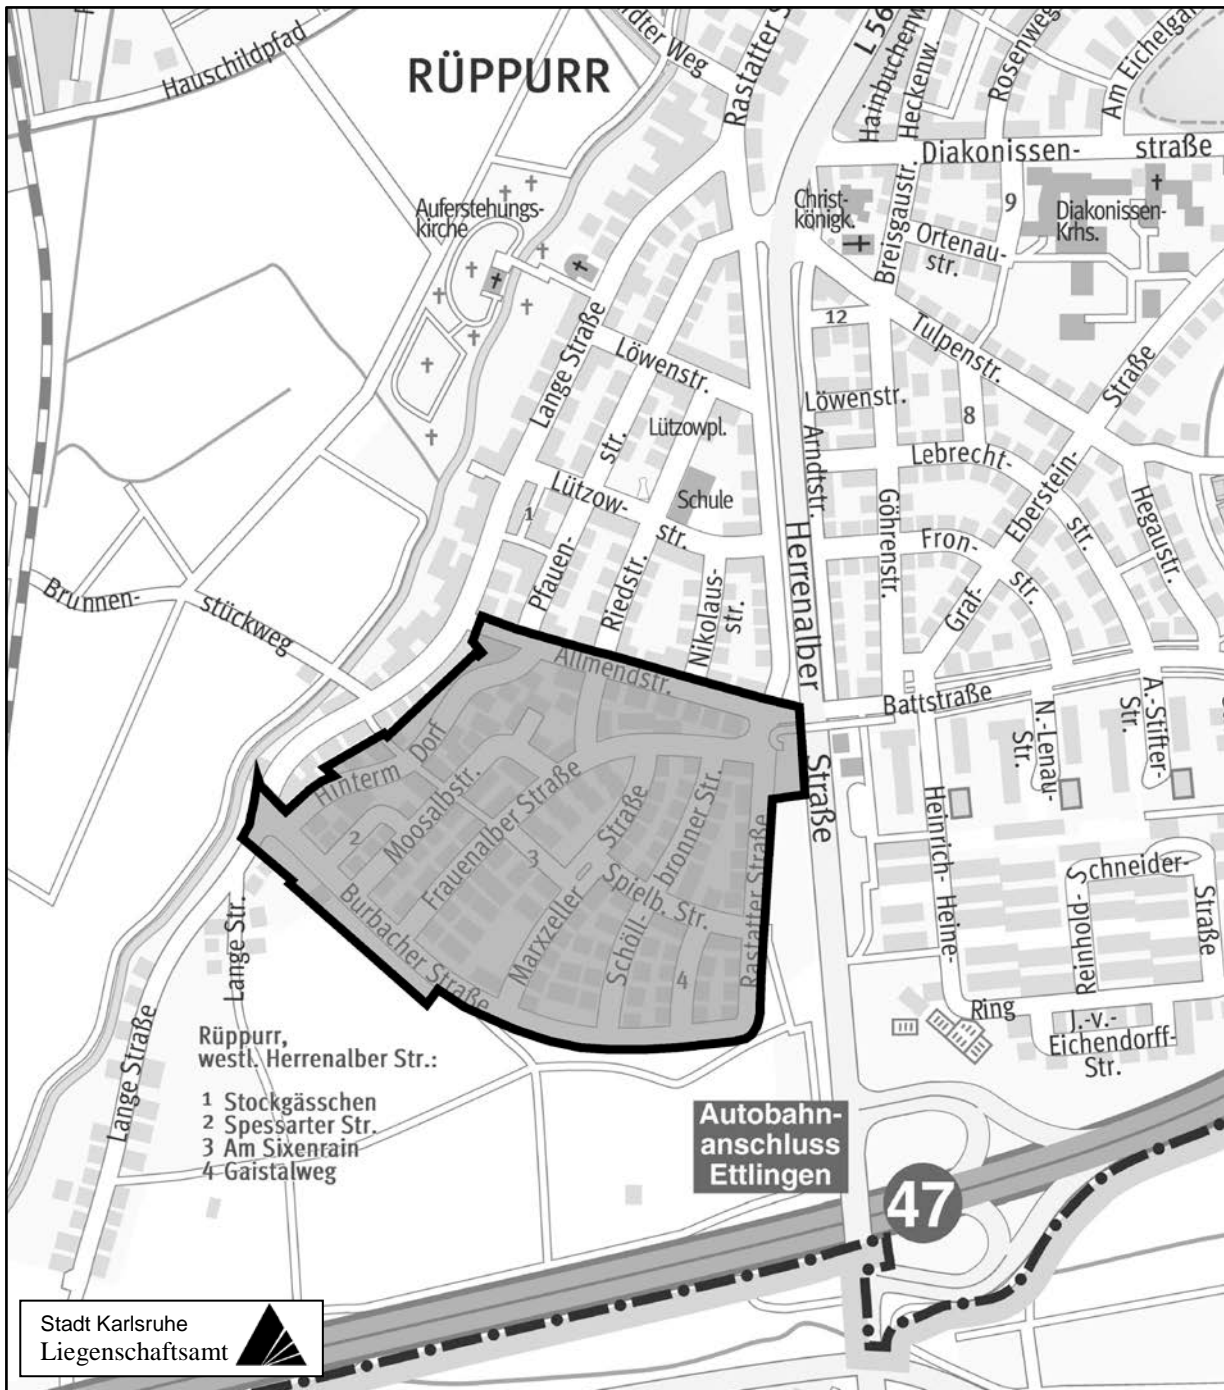 RÜPPURR
Hauschildpfad
Rastatter S
L 56
Hainbuchenw.
Heckenw.
Rosenweg
Am Eichelgar
Diakonissen-
straße
Auferstehungs-
kirche
Christ-
königk.
Breisgaustr.
Ortenau-
str.
9
Diakonissen-
Krhs.
12
Tulpenstr.
Lange Straße
Löwenstr.
Löwenstr.
8
Straße
Lützowpl.
str.
Arndtstr.
Lebrecht-
Eberstein-
str.
Hegaustr.
Lützow-
str.
Schule
1
Pfauen-
Riedstr.
Nikolaus-
str.
Herrenalber
Göhrenstr.
Fron-
str.
Graf-
Brunnen-
stückweg
Allmendstr.
Battstraße
N.-Lenau-
Str.
A.-Stifter-
Str.
Hinterm Dorf
Moosalbstr.
2
Frauenalber Straße
3
Marxzeller
Straße
Schöll-
bronner Str.
Spielb. Str.
4
Rastatter Straße
Straße
Burbacher Straße
Heinrich-Heine-
Ring
Reinhold-
Schneider-
Straße
J.-v.-
Eichendorff-
Str.
Lange Str.
Lange Straße
Rüppurr,
westl. Herrenalber Str.:
1 Stockgässchen
2 Spessarter Str.
3 Am Sixenrain
4 Gaistalweg
Autobahn-
anschluss
Ettlingen
47
Stadt Karlsruhe
Liegenschaftsamt